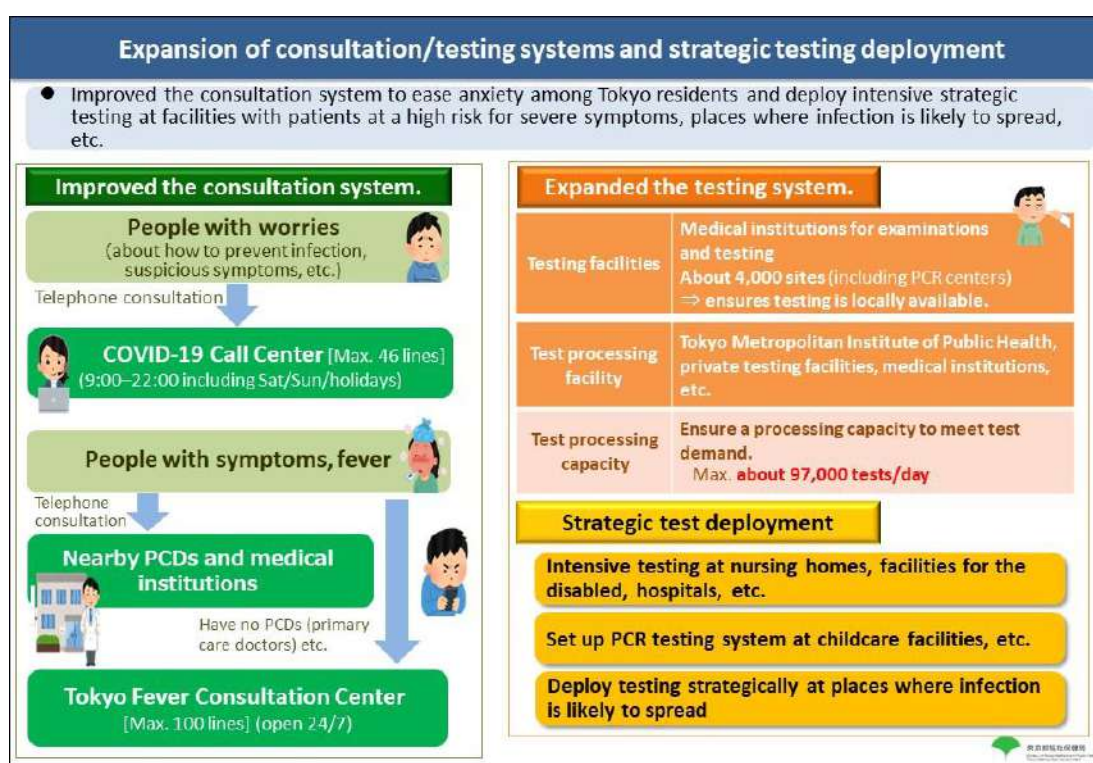 Expansion of consultation/testing systems and strategic testing deployment
● Improved the consultation system to ease anxiety among Tokyo residents and deploy intensive strategic
testing at facilities with patients at a high risk for severe symptoms, places where infection is likely to spread,
etc.
Improved the consultation system.
People with worries
(about how to prevent infection,
suspicious symptoms, etc.)
Telephone consultation
COVID-19 Call Center [Max. 46 lines]
(9:00–22:00 including Sat/Sun/holidays)
People with symptoms, fever
Telephone
consultation
Nearby PCDs and medical
institutions
Have no PCDs (primary
care doctors) etc.
Tokyo Fever Consultation Center
[Max. 100 lines] (open 24/7)
Expanded the testing system.
Testing facilities
Medical institutions for examinations
and testing
About 4,000 sites (including PCR centers)
⇒ ensures testing is locally available.
Test processing
facility
Tokyo Metropolitan Institute of Public Health,
private testing facilities, medical institutions,
etc.
Test processing
capacity
Ensure a processing capacity to meet test
demand.
Max. about 97,000 tests/day
Strategic test deployment
Intensive testing at nursing homes, facilities for the
disabled, hospitals, etc.
Set up PCR testing system at childcare facilities, etc.
Deploy testing strategically at places where infection
is likely to spread
東京都福祉保健局